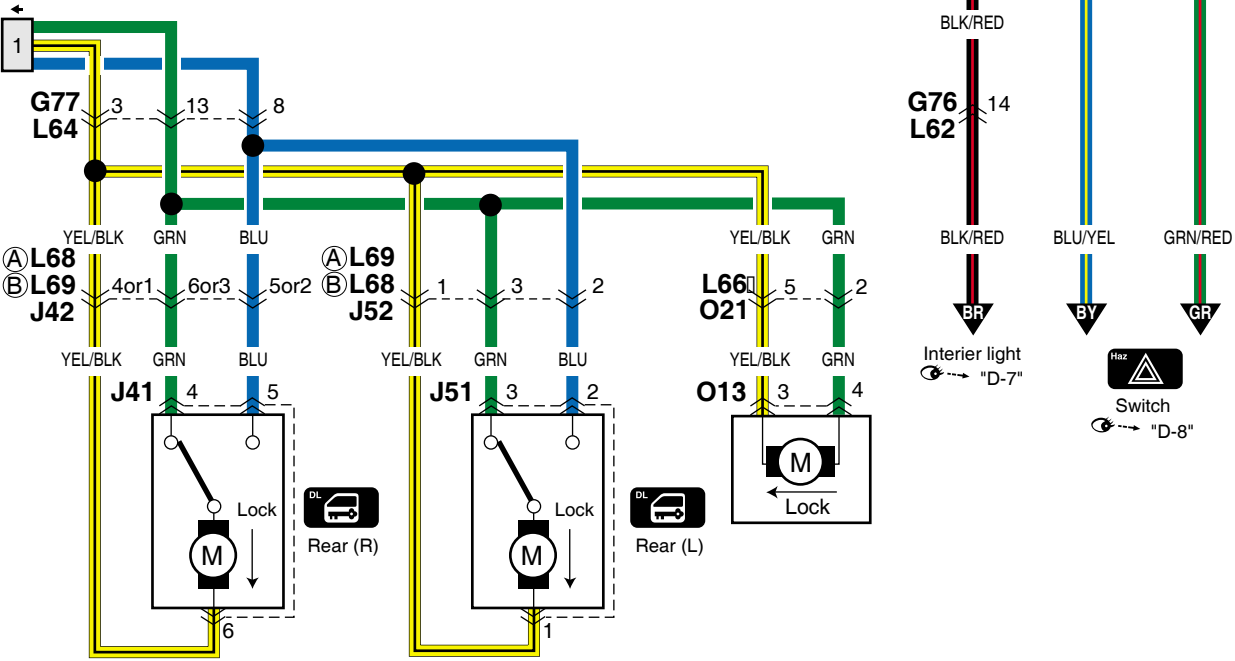 BLK/RED
1
G77 3 13 8
L64
G76 14
L62
YEL/BLK GRN BLU YEL/BLK GRN BLK/RED BLU/YEL GRN/RED
A L68 A L69
B L69 4or1 6or3 5or2 B L68 1 3 2 L66 5 2
J42 J52 O21
BR BY GR
YEL/BLK GRN BLU YEL/BLK GRN BLU YEL/BLK GRN
Interier light
"D-7"
Haz
J41 4 5 J51 3 2 O13 3 4
Switch
"D-8"
M
Lock
DL
Lock
DL
Lock
M
Rear (R)
M
Rear (L)
6
1